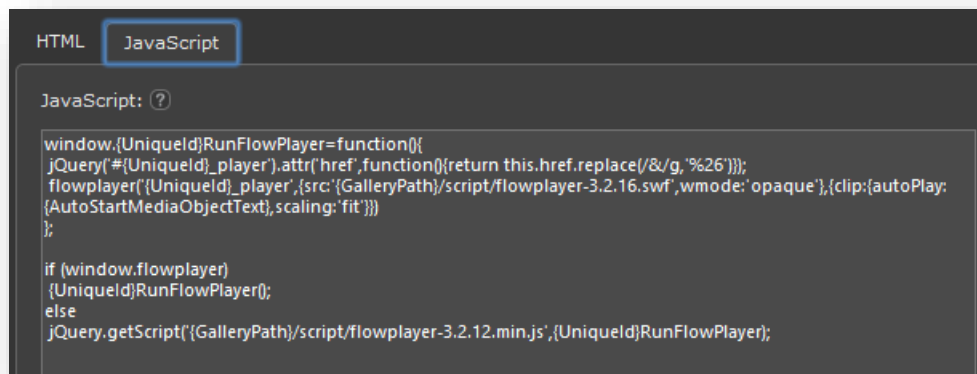 HTML JavaScript
JavaScript: ?
window.{UniqueId}RunFlowPlayer=function(){
jQuery('#{UniqueId}_player').attr('href',function(){return this.href.replace(/&/g,'%26')});
flowplayer('{UniqueId}_player',{src:'{GalleryPath}/script/flowplayer-3.2.16.swf',wmode:'opaque'},{clip:{autoPlay:
{AutoStartMediaObjectText},scaling:'fit'}})
};
if (window.flowplayer)
{UniqueId}RunFlowPlayer();
else
jQuery.getScript('{GalleryPath}/script/flowplayer-3.2.12.min.js',{UniqueId}RunFlowPlayer);